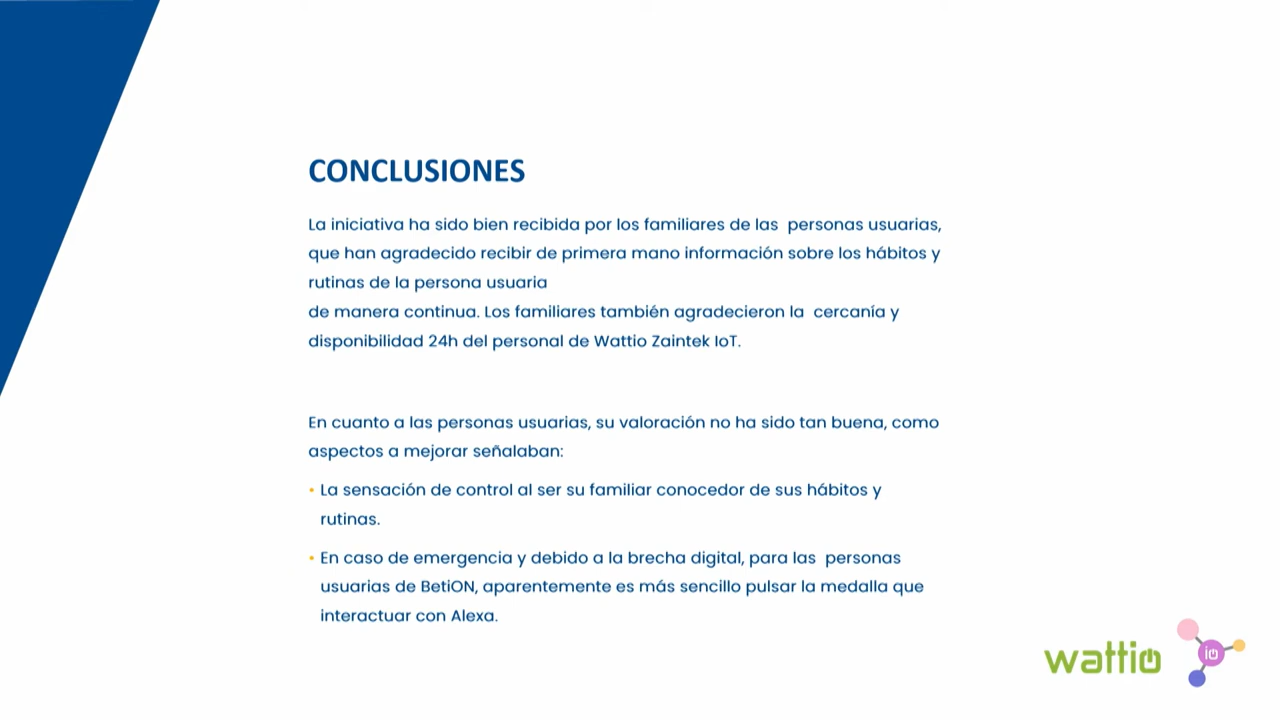 CONCLUSIONES
La iniciativa ha sido bien recibida por los familiares de las  personas usuarias,
que han agradecido recibir de primera mano información sobre los hábitos y
rutinas de la persona usuaria
de manera continua. Los familiares también agradecieron la  cercanía y
disponibilidad 24h del personal de Wattio Zaintek IoT.
En cuanto a las personas usuarias, su valoración no ha sido tan buena, como
aspectos a mejorar señalaban:
• La sensación de control al ser su familiar conocedor de sus hábitos y
rutinas.
• En caso de emergencia y debido a la brecha digital, para las  personas
usuarias de BetiON, aparentemente es más sencillo pulsar la medalla que
interactuar con Alexa.
wattio
io